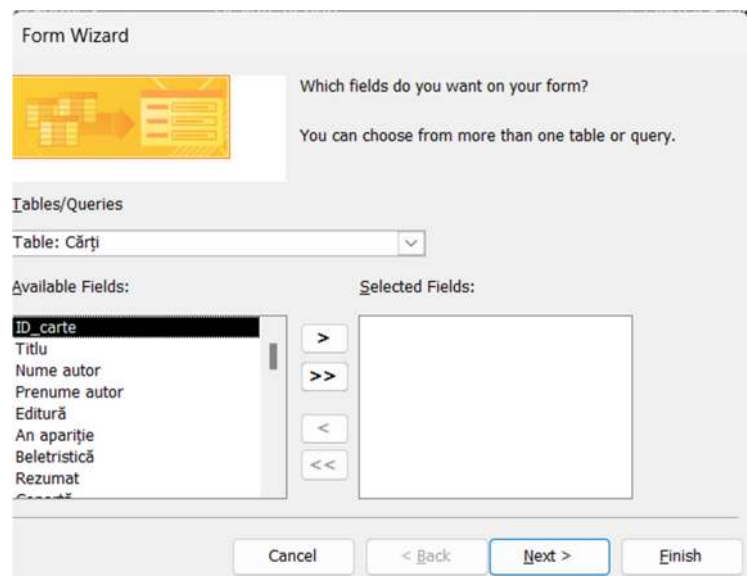 Form Wizard
Which fields do you want on your form?
You can choose from more than one table or query.
Tables/Queries
Table: Cărți
Available Fields:
Selected Fields:
ID_carte
Titlu
Nume autor
Prenume autor
Editură
An apariție
Beletristică
Rezumat
>
>>
<
<<
Cancel
< Back
Next >
Finish